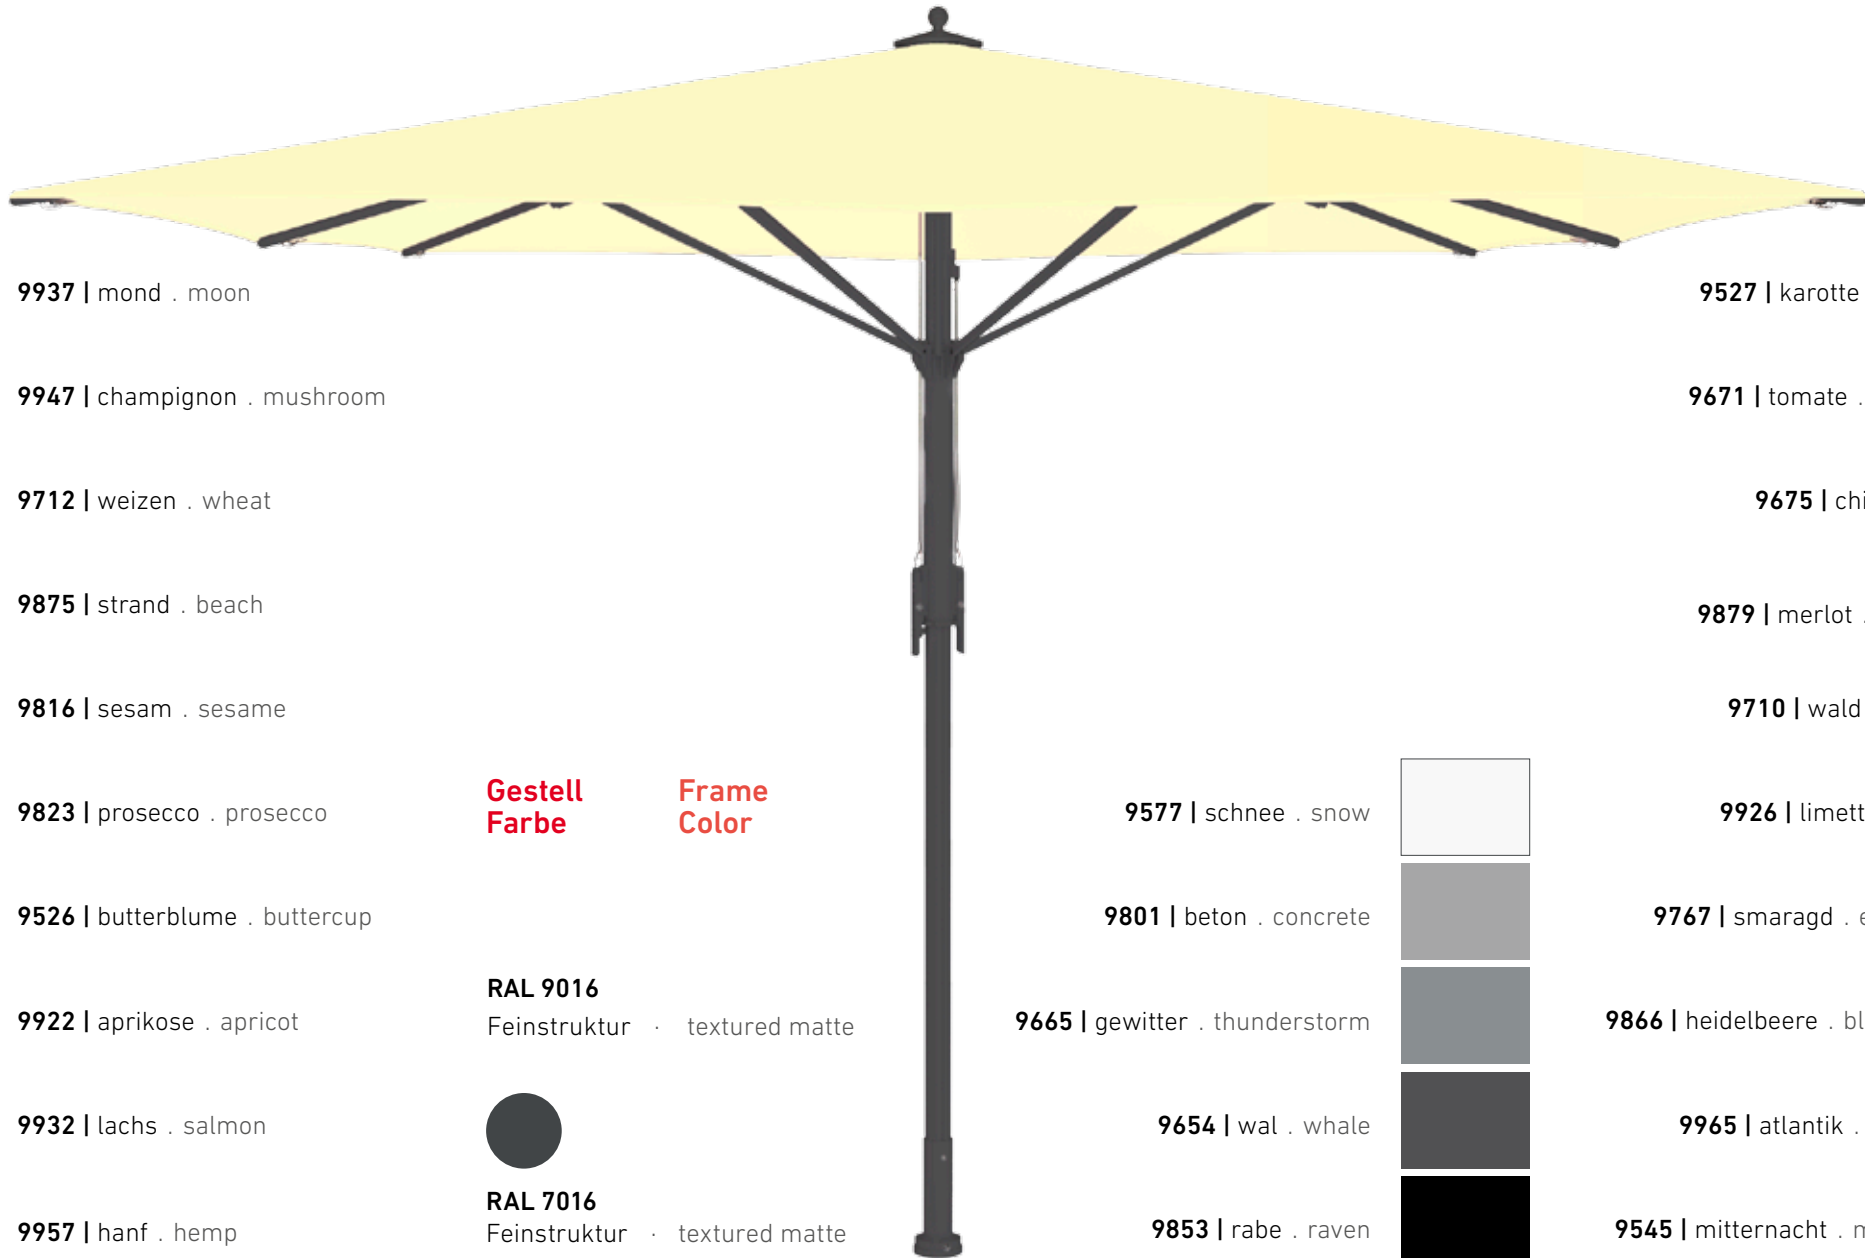 9937 | mond . moon
9947 | champignon . mushroom
9712 | weizen . wheat
9875 | strand . beach
9816 | sesam . sesame
9823 | prosecco . prosecco
9526 | butterblume . buttercup
9922 | aprikose . apricot
9932 | lachs . salmon
9957 | hanf . hemp
Gestell
Farbe
Frame
Color
RAL 9016
Feinstruktur · textured matte
RAL 7016
Feinstruktur · textured matte
9577 | schnee . snow
9801 | beton . concrete
9665 | gewitter . thunderstorm
9654 | wal . whale
9853 | rabe . raven
9527 | karotte
9671 | tomate .
9675 |
9879 | merlot .
9710 | wald
9926 |
9767 | smaragd .
9866 | heidelbeere .
9965 | atlantik .
9545 | mitternacht .